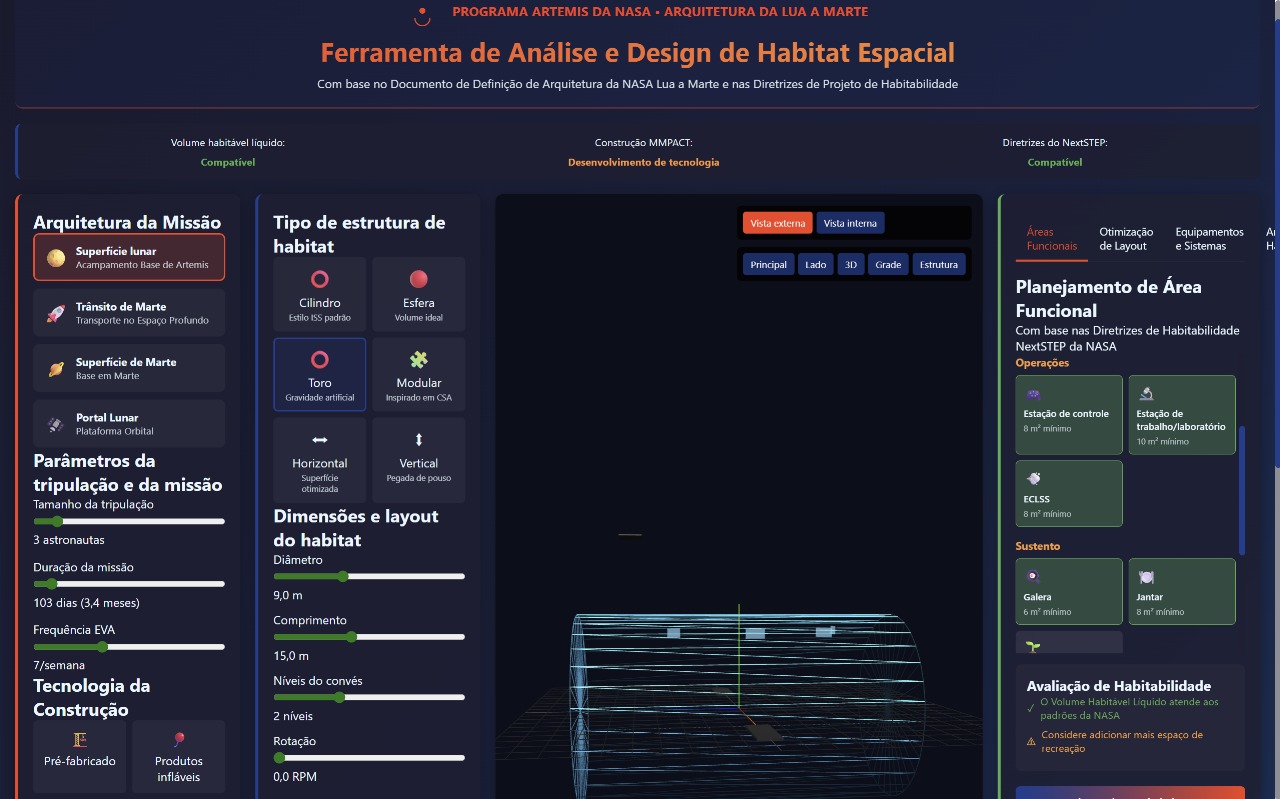 PROGRAMA ARTEMIS DA NASA • ARQUITETURA DA LUA A MARTE
Ferramenta de Análise e Design de Habitat Espacial
Com base no Documento de Definição de Arquitetura da NASA Lua a Marte e nas Diretrizes de Projeto de Habitabilidade
Volume habitável líquido:
Compatível
Construção MMPACT:
Desenvolvimento de tecnologia
Diretrizes do NextSTEP:
Compatível
Arquitetura da Missão
Superfície lunar
Acampamento Base de Artemis
Trânsito de Marte
Transporte no Espaço Profundo
Superfície de Marte
Base em Marte
Portal Lunar
Plataforma Orbital
Parâmetros da
tripulação e da missão
Tamanho da tripulação
3 astronautas
Duração da missão
103 dias (3,4 meses)
Frequência EVA
7/semana
Tecnologia da
Construção
Pré-fabricado
Produtos
infláveis
Tipo de estrutura de
habitat
Cilindro
Estilo ISS padrão
Esfera
Volume ideal
Toro
Gravidade artificial
Modular
Inspirado em CSA
Horizontal
Superfície
otimizada
Vertical
Pegada de pouso
Dimensões e layout
do habitat
Diâmetro
9,0 m
Comprimento
15,0 m
Níveis do convés
2 níveis
Rotação
0,0 RPM
Vista externa
Vista interna
Principal
Lado
3D
Grade
Estrutura
Áreas
Funcionais
Otimização
de Layout
Equipamentos
e Sistemas
Planejamento de Área
Funcional
Com base nas Diretrizes de Habitabilidade
NextSTEP da NASA
Operações
Estação de controle
8 m² mínimo
Estação de
trabalho/laboratório
10 m² mínimo
ECLSS
8 m² mínimo
Sustento
Galera
6 m² mínimo
Jantar
8 m² mínimo
Avaliação de Habitabilidade
✓ O Volume Habitável Líquido atende aos
padrões da NASA
⚠ Considere adicionar mais espaço de
recreação